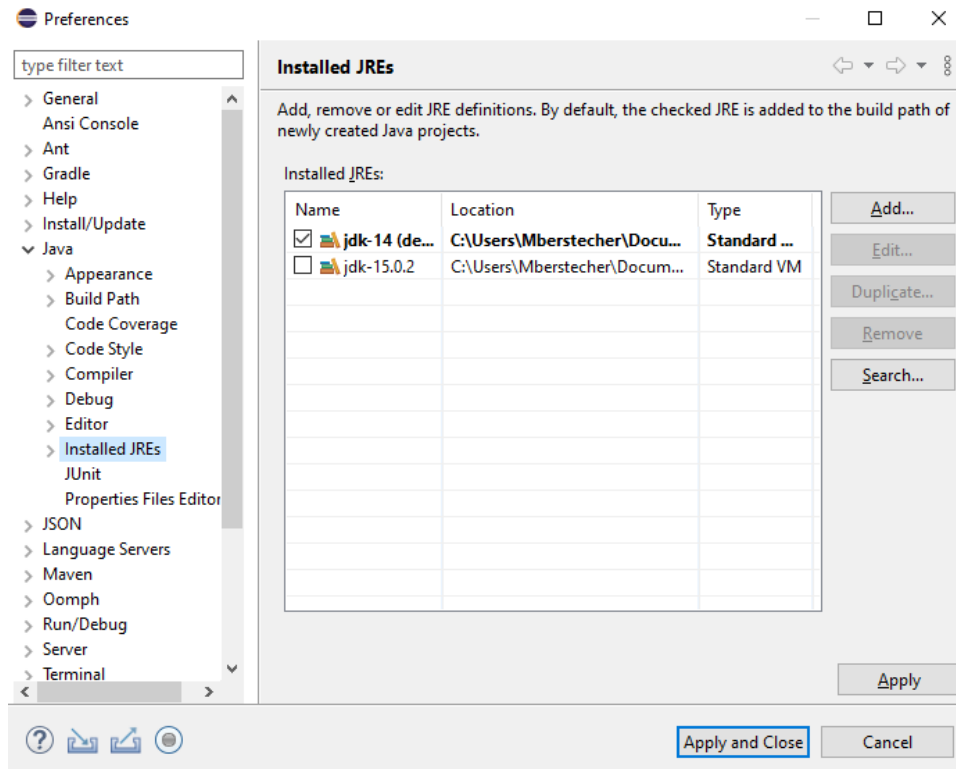 Preferences
type filter text
General
Ansi Console
Ant
Gradle
Help
Install/Update
Java
Appearance
Build Path
Code Coverage
Code Style
Compiler
Debug
Editor
Installed JREs
JUnit
Properties Files Editor
JSON
Language Servers
Maven
Oomph
Run/Debug
Server
Terminal
Installed JREs
Add, remove or edit JRE definitions. By default, the checked JRE is added to the build path of
newly created Java projects.
Installed JREs:
Name Location Type
jdk-14 (de... C:\Users\Mberstecher\Docu... Standard ...
jdk-15.0.2 C:\Users\Mberstecher\Docum... Standard VM
Add...
Edit...
Duplicate...
Remove
Search...
Apply
Apply and Close Cancel